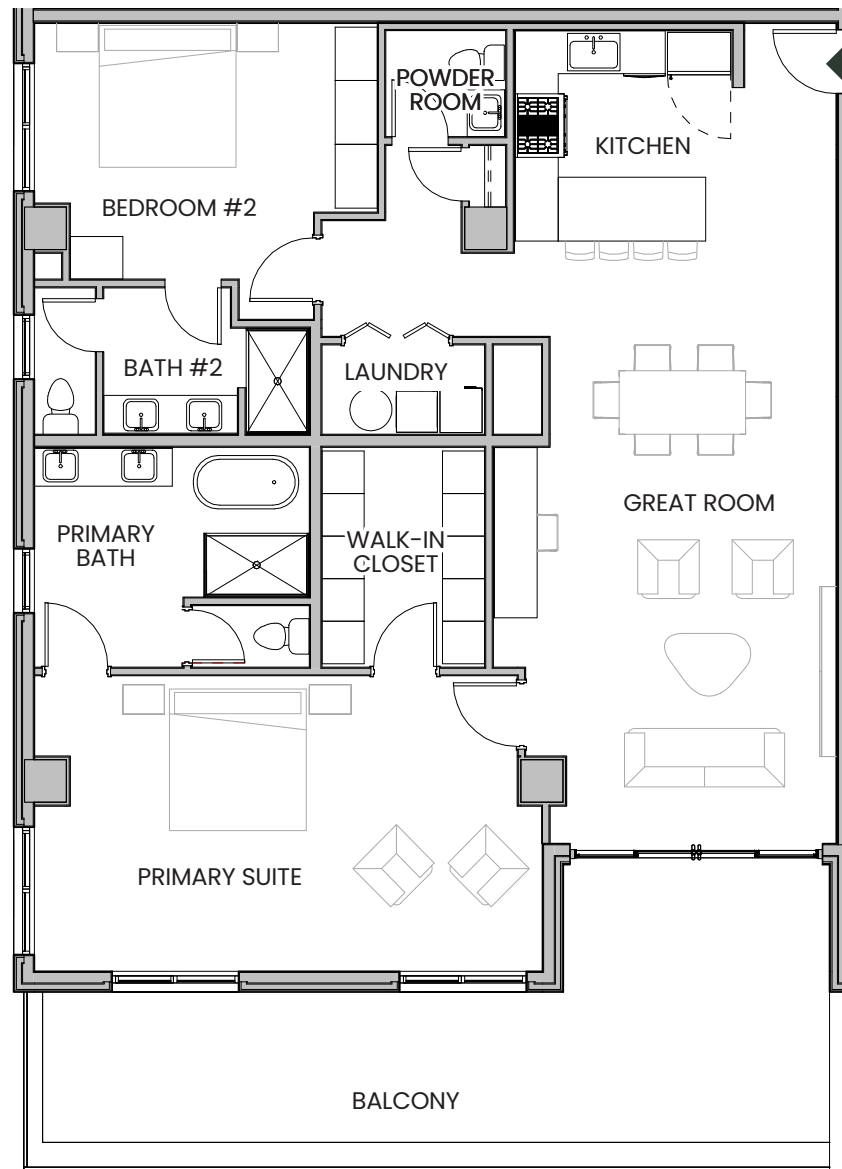 POWDER
ROOM
KITCHEN
BEDROOM #2
BATH #2
LAUNDRY
GREAT ROOM
PRIMARY
BATH
WALK-IN
CLOSET
PRIMARY SUITE
BALCONY